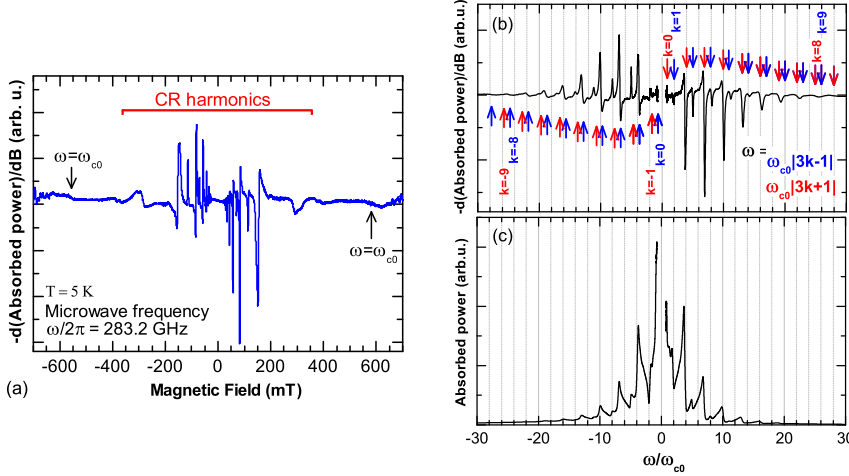 -d(Absorbed power)/dB (arb. u.)
CR harmonics
ω=ωc0
ω=ωc0
T = 5 K
Microwave frequency
ω/2π = 283.2 GHz
-600 -400 -200 0 200 400 600
Magnetic Field (mT)
(a)
-d(Absorbed power)/dB (arb.u.)
(b)
k=0
k=1
k=8
k=9
k=-9
k=-8
k=-1
k=0
ω = ωc0|3k-1|
ωc0|3k+1|
Absorbed power (arb.u.)
(c)
-30 -20 -10 0 10 20 30
ω/ωc0